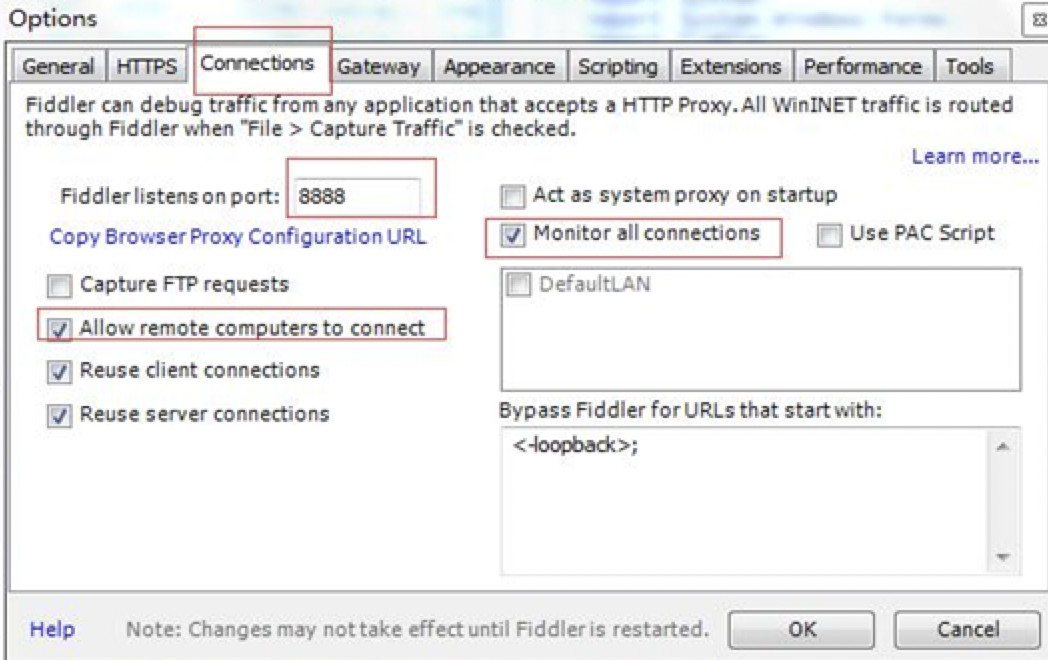 Options
General HTTPS Connections Gateway Appearance Scripting Extensions Performance Tools
Fiddler can debug traffic from any application that accepts a HTTP Proxy. All WinINET traffic is routed
through Fiddler when "File > Capture Traffic" is checked.
Learn more...
Fiddler listens on port: 8888
Act as system proxy on startup
Copy Browser Proxy Configuration URL
Monitor all connections
Use PAC Script
Capture FTP requests
DefaultLAN
Allow remote computers to connect
Reuse client connections
Reuse server connections
Bypass Fiddler for URLs that start with:
<-loopback>;
Help
Note: Changes may not take effect until Fiddler is restarted.
OK
Cancel